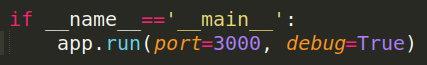 if __name__=='__main__':
    app.run(port=3000, debug=True)